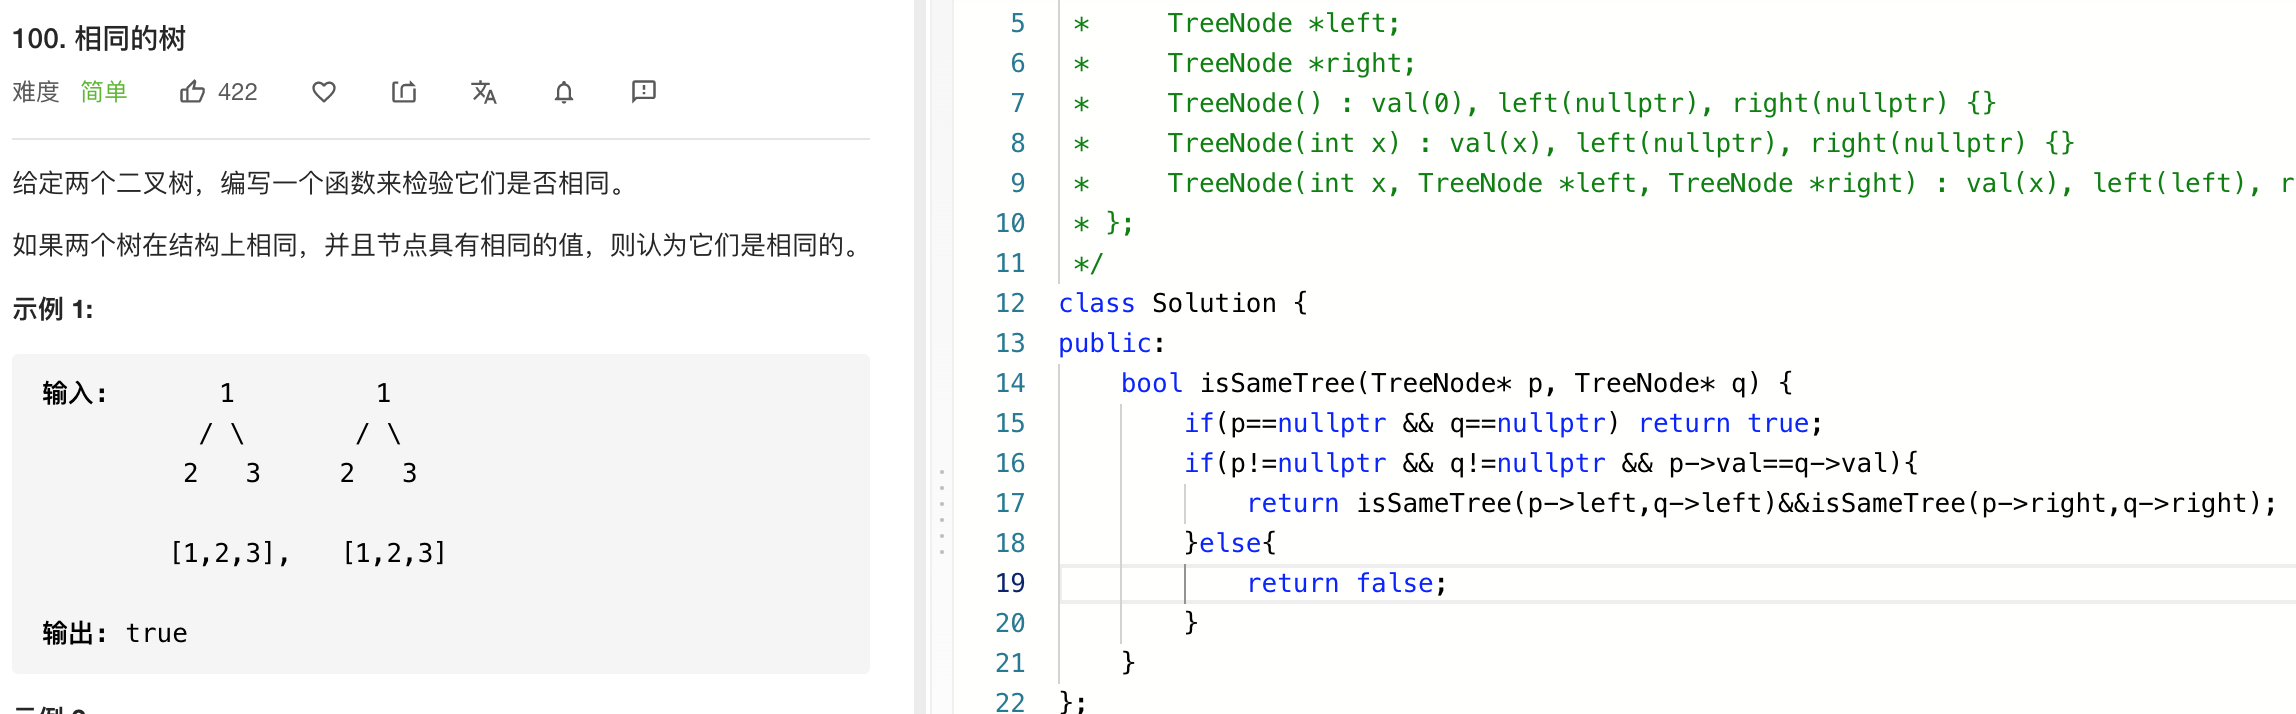 100. 相同的树
难度 简单 422
给定两个二叉树，编写一个函数来检验它们是否相同。
如果两个树在结构上相同，并且节点具有相同的值，则认为它们是相同的。
示例 1:
输入:       1         1
          / \       / \
         2   3     2   3

        [1,2,3],   [1,2,3]

输出: true
5  *     TreeNode *left;
6  *     TreeNode *right;
7  *     TreeNode() : val(0), left(nullptr), right(nullptr) {}
8  *     TreeNode(int x) : val(x), left(nullptr), right(nullptr) {}
9  *     TreeNode(int x, TreeNode *left, TreeNode *right) : val(x), left(left), r
10  * };
11  */
12 class Solution {
13 public:
14     bool isSameTree(TreeNode* p, TreeNode* q) {
15         if(p==nullptr && q==nullptr) return true;
16         if(p!=nullptr && q!=nullptr && p->val==q->val){
17             return isSameTree(p->left,q->left)&&isSameTree(p->right,q->right);
18         }else{
19             return false;
20         }
21     }
22 };